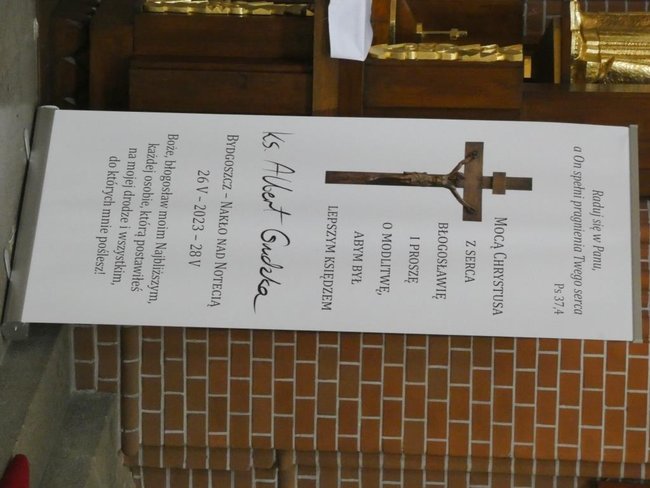 Raduj się w Panu,
a On spełni pragnienia Twego serca
Ps 37,4
MOCĄ CHRYSTUSA
Z SERCA
BŁOGOSŁAWIĘ
I PROSZĘ
O MODLITWĘ,
ABYM BYŁ
LEPSZYM KSIĘDZEM
ks. Albert Gudzka
BYDGOSZCZ – NAKŁO NAD NOTECIĄ
26 V – 2023 – 28 V
Boże, błogosław moim Najbliższym,
każdej osobie, którą postawiłeś
na mojej drodze i wszystkim,
do których mnie poślesz!